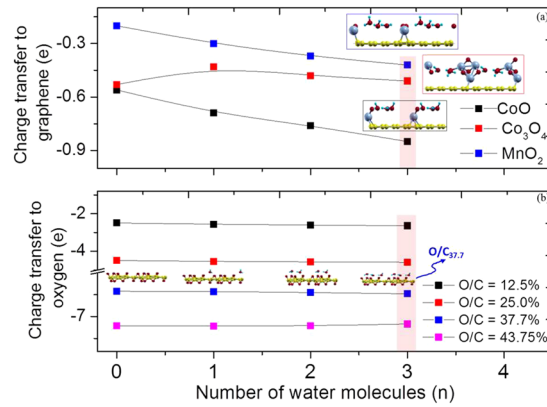 (a)
Charge transfer to
graphene (e)
-0.3
-0.6
-0.9
CoO
Co₃O₄
MnO₂
(b)
Charge transfer to
oxygen (e)
-2
-4
-7
O/C₃₇.₇
O/C = 12.5%
O/C = 25.0%
O/C = 37.7%
O/C = 43.75%
0 1 2 3 4
Number of water molecules (n)